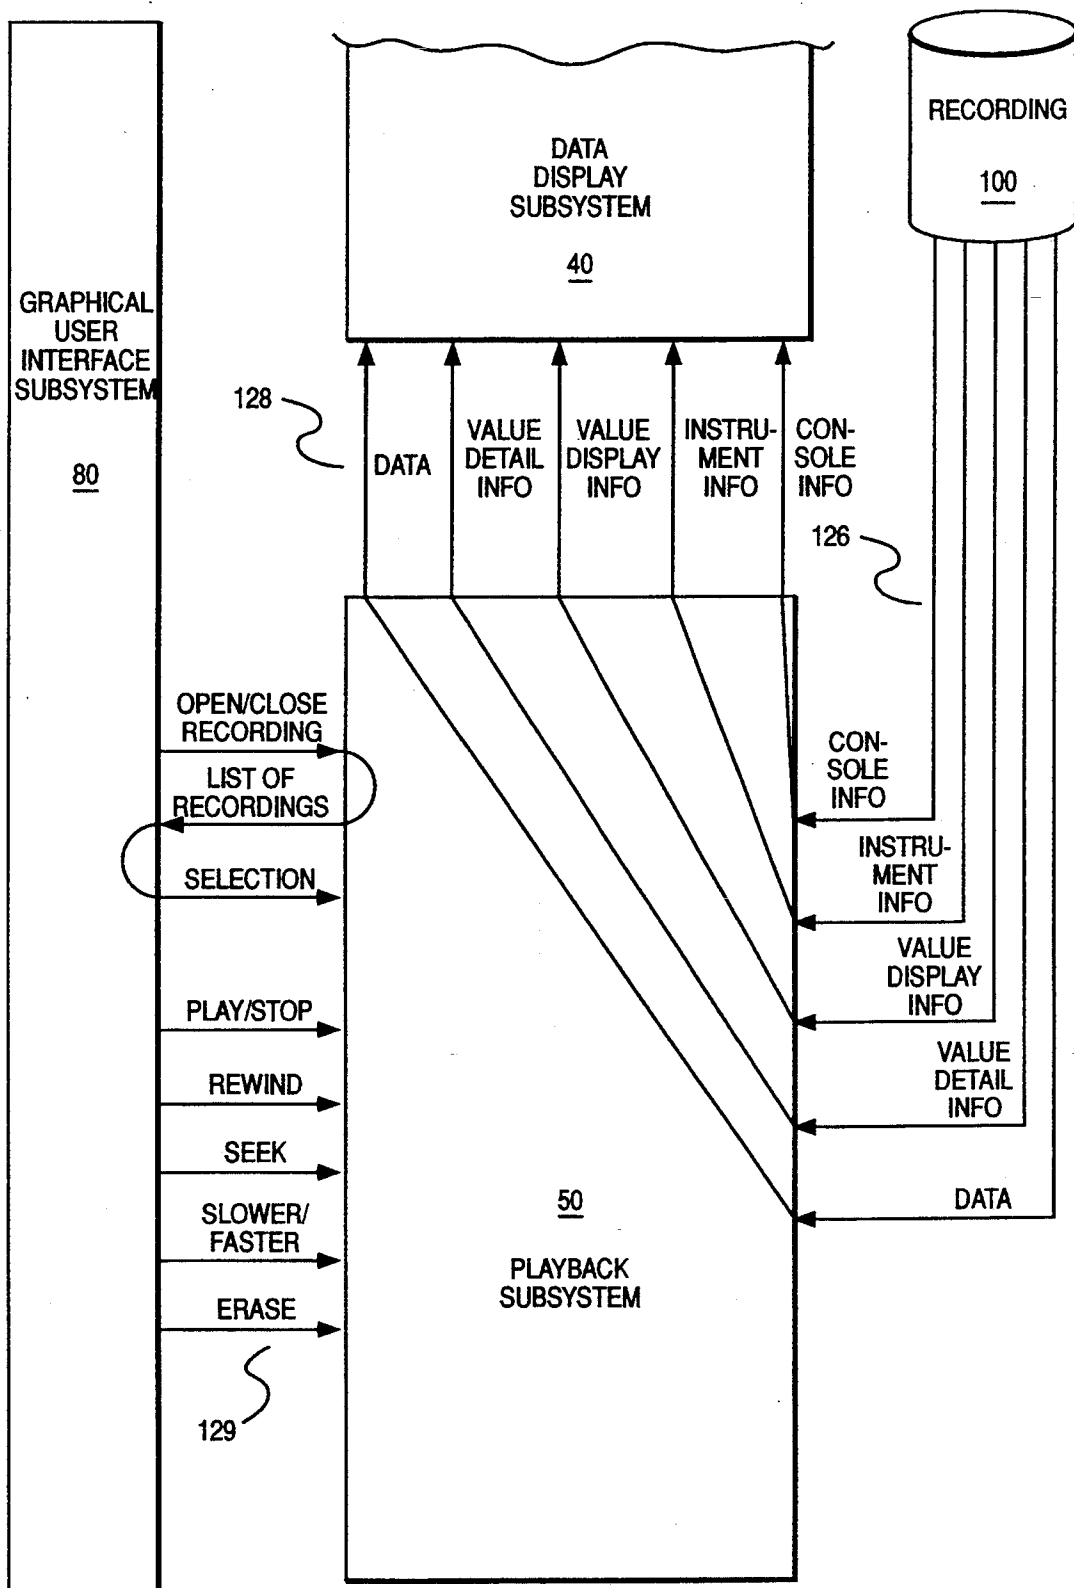 RECORDING
100
DATA
DISPLAY
SUBSYSTEM
40
GRAPHICAL
USER
INTERFACE
SUBSYSTEM
80
128
DATA
VALUE
DETAIL
INFO
VALUE
DISPLAY
INFO
INSTRU-
MENT
INFO
CON-
SOLE
INFO
126
OPEN/CLOSE
RECORDING
LIST OF
RECORDINGS
SELECTION
PLAY/STOP
REWIND
SEEK
SLOWER/
FASTER
ERASE
129
CON-
SOLE
INFO
INSTRU-
MENT
INFO
VALUE
DISPLAY
INFO
VALUE
DETAIL
INFO
DATA
50
PLAYBACK
SUBSYSTEM